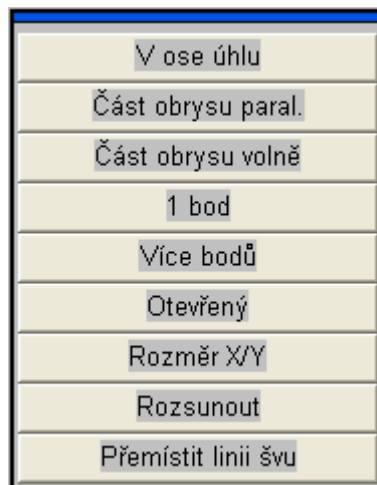 V ose úhlu
Část obrysu paral.
Část obrysu volně
1 bod
Více bodů
Otevřený
Rozměr X/Y
Rozsunout
Přemístit linii švu